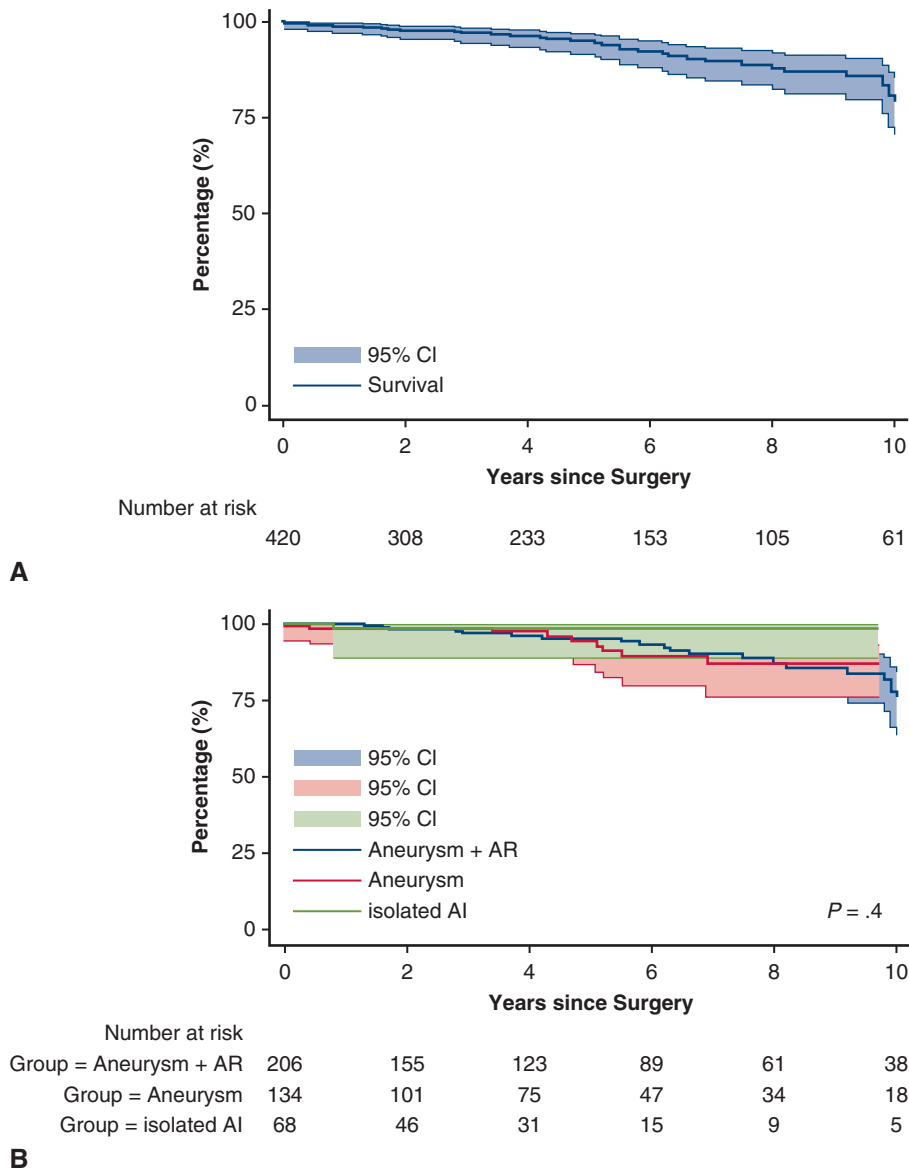 100
75
50
25
0
Percentage (%)
95% CI
Survival
0 2 4 6 8 10
Years since Surgery
Number at risk
420 308 233 153 105 61
A
100
75
50
25
0
Percentage (%)
95% CI
95% CI
95% CI
Aneurysm + AR
Aneurysm
isolated AI
P = .4
0 2 4 6 8 10
Years since Surgery
Number at risk
Group = Aneurysm + AR 206 155 123 89 61 38
Group = Aneurysm 134 101 75 47 34 18
Group = isolated AI 68 46 31 15 9 5
B